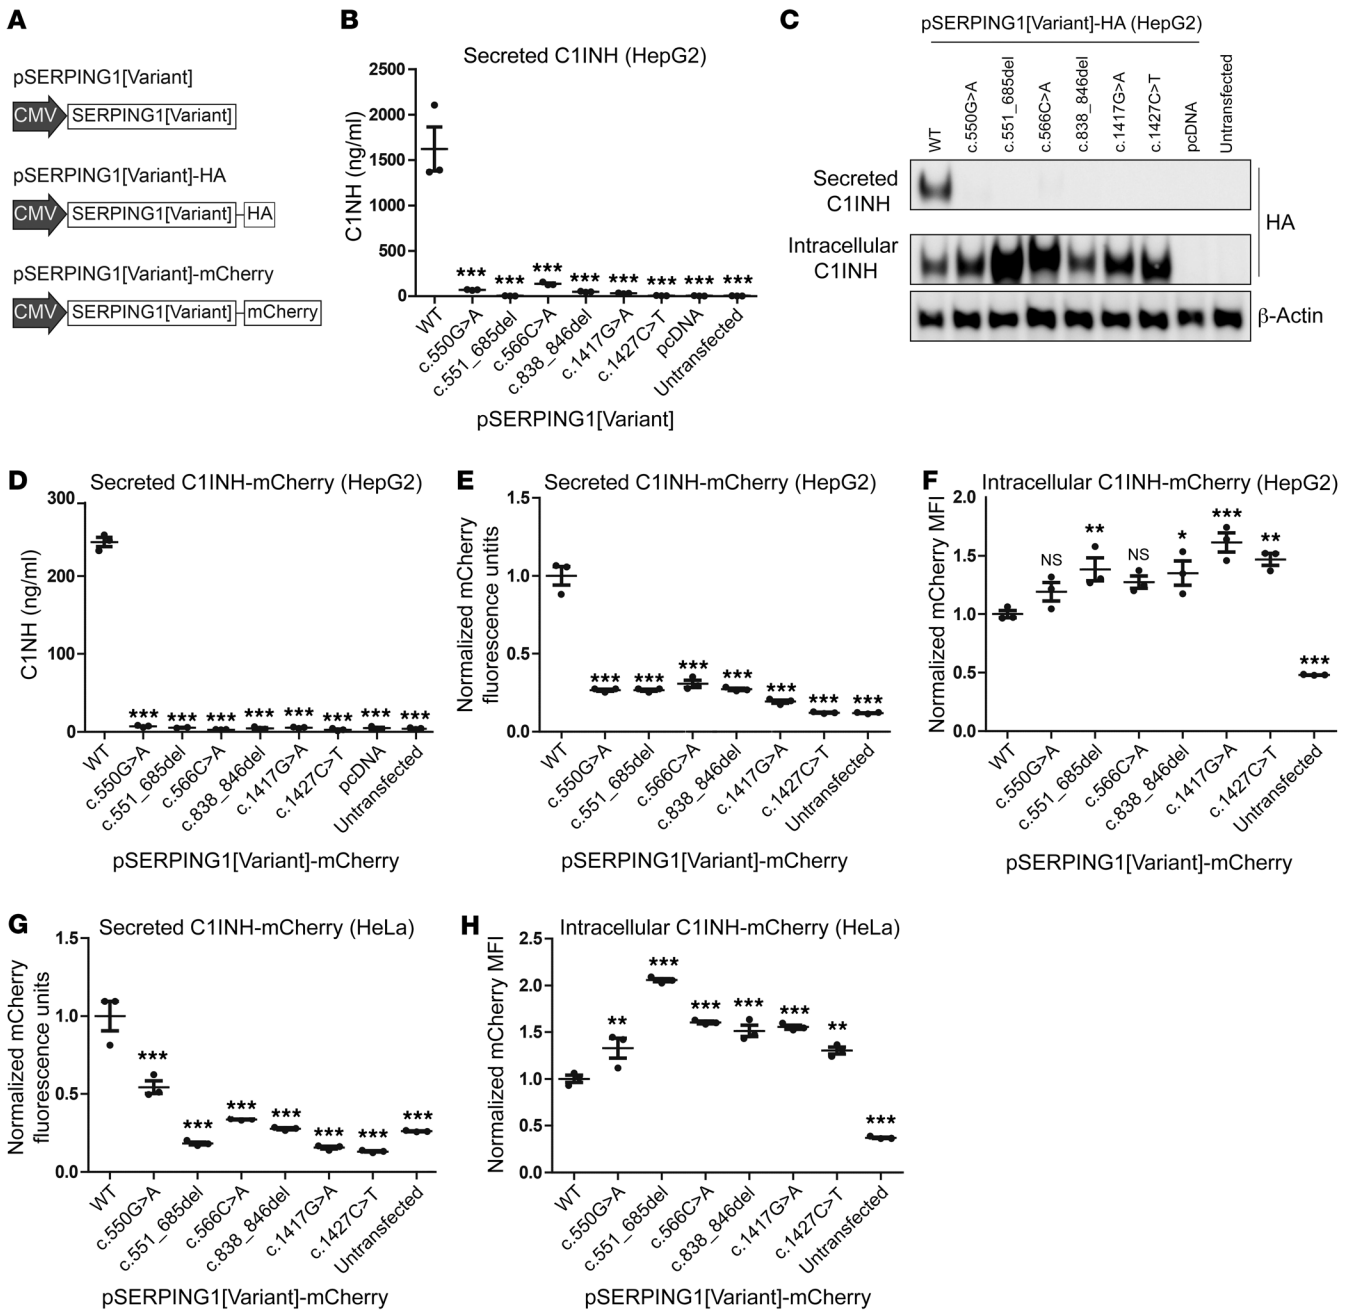 A
pSERPING1[Variant]
CMV SERPING1[Variant]
pSERPING1[Variant]-HA
CMV SERPING1[Variant] HA
pSERPING1[Variant]-mCherry
CMV SERPING1[Variant] mCherry
B
Secreted C1INH (HepG2)
C1NH (ng/ml)
2500
2000
1500
1000
500
0
*** *** *** *** *** *** *** ***
WT c.550G>A c.551_685del c.566C>A c.838_846del c.1417G>A c.1427C>T pcDNA Untransfected
pSERPING1[Variant]
C
pSERPING1[Variant]-HA (HepG2)
WT c.550G>A c.551_685del c.566C>A c.838_846del c.1417G>A c.1427C>T pcDNA Untransfected
Secreted
C1INH
Intracellular
C1INH
HA
β-Actin
D
Secreted C1INH-mCherry (HepG2)
C1NH (ng/ml)
300
200
100
0
*** *** *** *** *** *** *** ***
WT c.550G>A c.551_685del c.566C>A c.838_846del c.1417G>A c.1427C>T pcDNA Untransfected
pSERPING1[Variant]-mCherry
E
Secreted C1INH-mCherry (HepG2)
Normalized mCherry
fluorescence untits
1.5
1.0
0.5
0.0
*** *** *** *** *** *** ***
WT c.550G>A c.551_685del c.566C>A c.838_846del c.1417G>A c.1427C>T Untransfected
pSERPING1[Variant]-mCherry
F
Intracellular C1INH-mCherry (HepG2)
Normalized mCherry MFI
2.0
1.5
1.0
0.5
0.0
NS ** NS * *** ** ***
WT c.550G>A c.551_685del c.566C>A c.838_846del c.1417G>A c.1427C>T Untransfected
pSERPING1[Variant]-mCherry
G
Secreted C1INH-mCherry (HeLa)
Normalized mCherry
fluorescence units
1.5
1.0
0.5
0.0
*** *** *** *** *** *** ***
WT c.550G>A c.551_685del c.566C>A c.838_846del c.1417G>A c.1427C>T Untransfected
pSERPING1[Variant]-mCherry
H
Intracellular C1INH-mCherry (HeLa)
Normalized mCherry MFI
2.5
2.0
1.5
1.0
0.5
0.0
** *** *** *** *** ** ***
WT c.550G>A c.551_685del c.566C>A c.838_846del c.1417G>A c.1427C>T Untransfected
pSERPING1[Variant]-mCherry